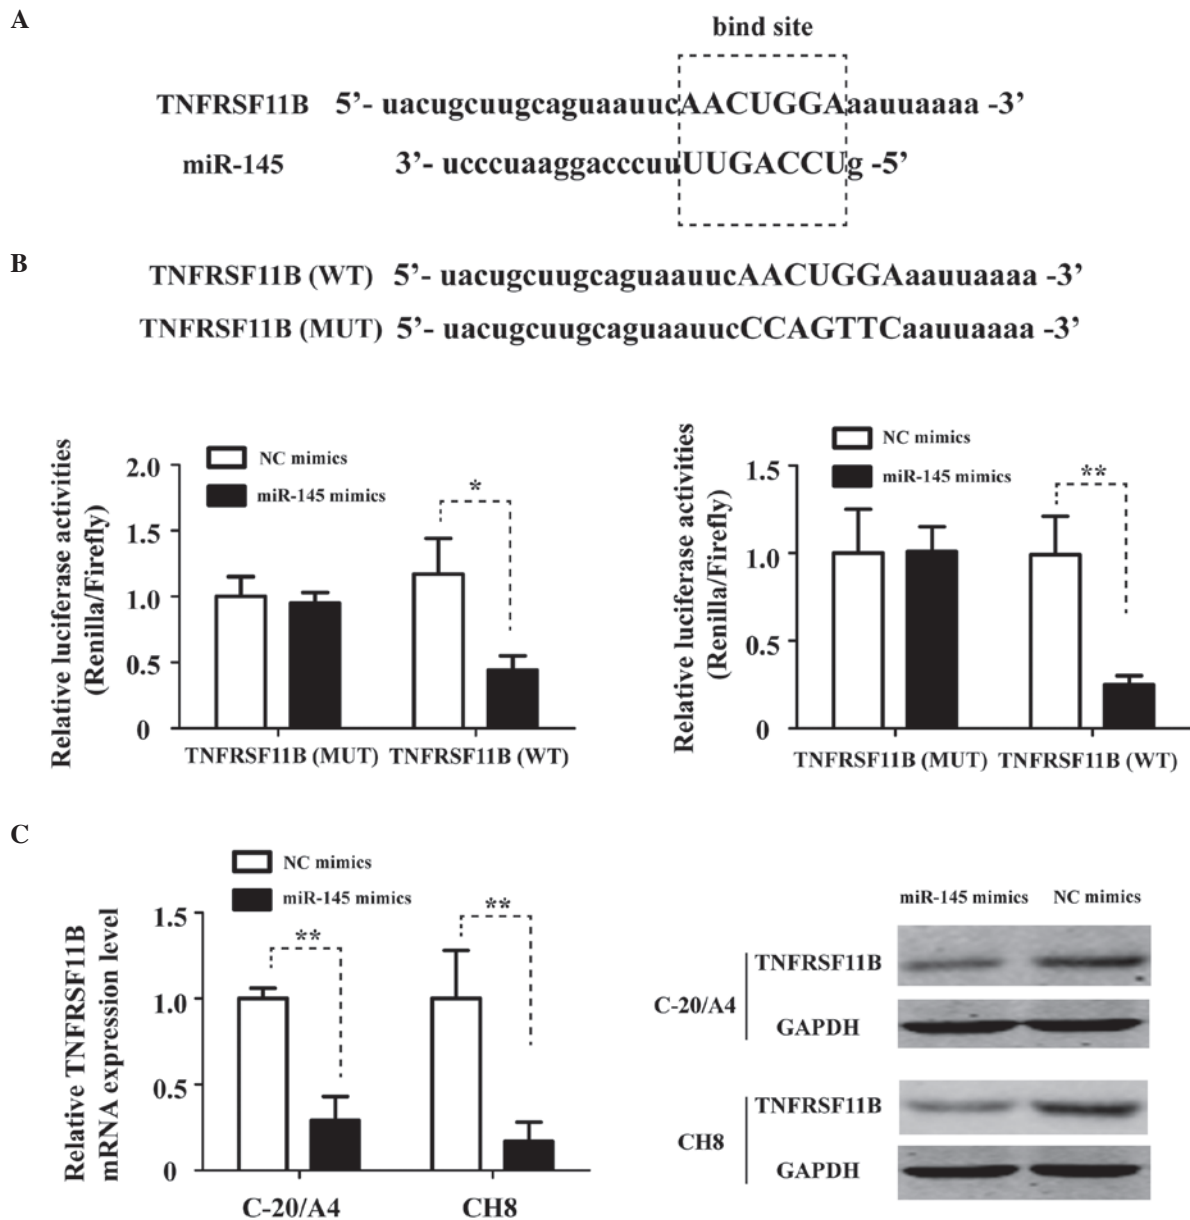 A
bind site
TNFRSF11B 5’- uacugcuugcaguaauucAACUGGAaauuaaaa -3’
miR-145 3’- ucccuaaggacccuuUUGACCUg -5’
B
TNFRSF11B (WT) 5’- uacugcuugcaguaauucAACUGGAaauuaaaa -3’
TNFRSF11B (MUT) 5’- uacugcuugcaguaauucCCAGTTCaauuaaaa -3’
Relative luciferase activities
(Renilla/Firefly)
NC mimics
miR-145 mimics
2.0
1.5
1.0
0.5
0
*
TNFRSF11B (MUT) TNFRSF11B (WT)
Relative luciferase activities
(Renilla/Firefly)
NC mimics
miR-145 mimics
1.5
1.0
0.5
0
**
TNFRSF11B (MUT) TNFRSF11B (WT)
C
Relative TNFRSF11B
mRNA expression level
NC mimics
miR-145 mimics
1.5
1.0
0.5
0
**
**
C-20/A4 CH8
miR-145 mimics NC mimics
C-20/A4
TNFRSF11B
GAPDH
CH8
TNFRSF11B
GAPDH